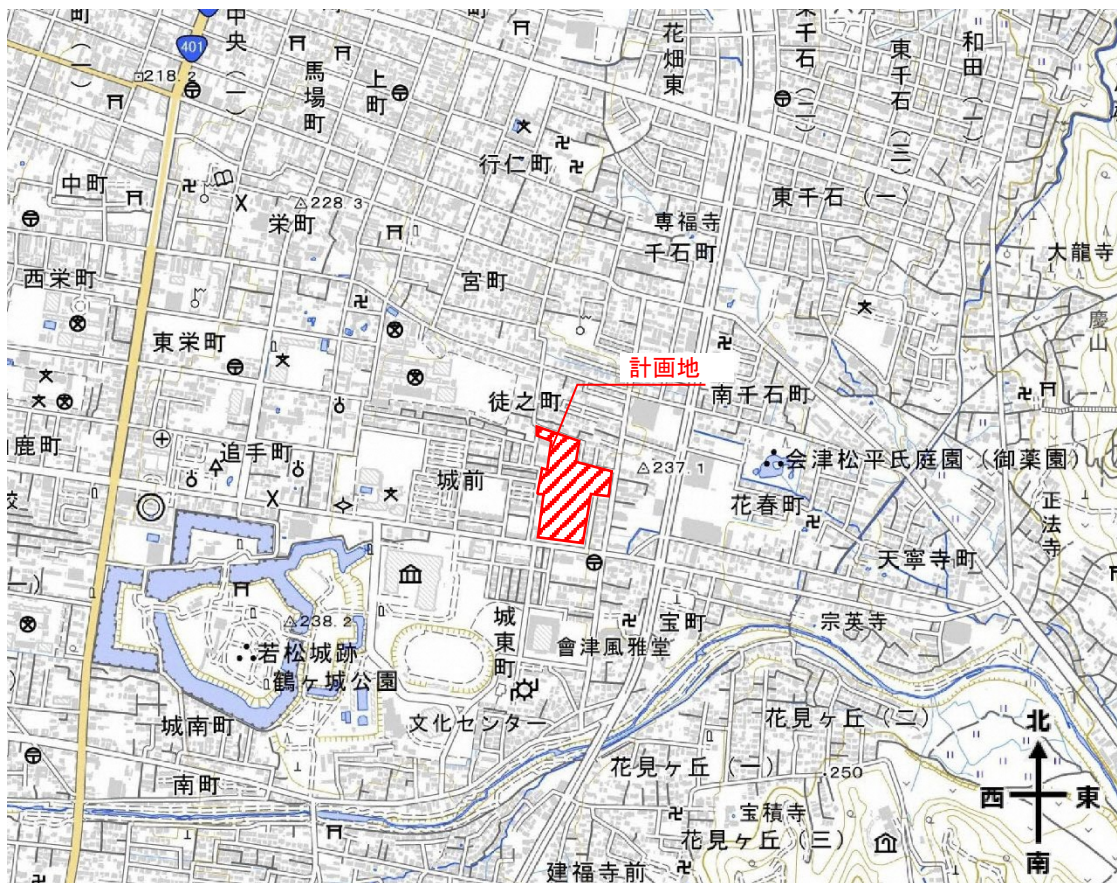 中央(一)
401
218.2
馬場町
上町
花畑東
東千石(二)
東千石(三)
和田(一)
行仁町
中町
栄町
228.3
東千石(一)
専福寺
千石町
大龍寺
西栄町
宮町
慶山
東栄町
計画地
徒之町
南千石町
追手町
城前
237.1
会津松平氏庭園(御薬園)
花春町
正法寺
天寧寺町
238.2
若松城跡
鶴ヶ城公園
城東町
會津風雅堂
宝町
宗英寺
城南町
文化センター
花見ヶ丘(二)
北
南町
花見ヶ丘(一)
250
西
東
宝積寺
花見ヶ丘(三)
南
建福寺前